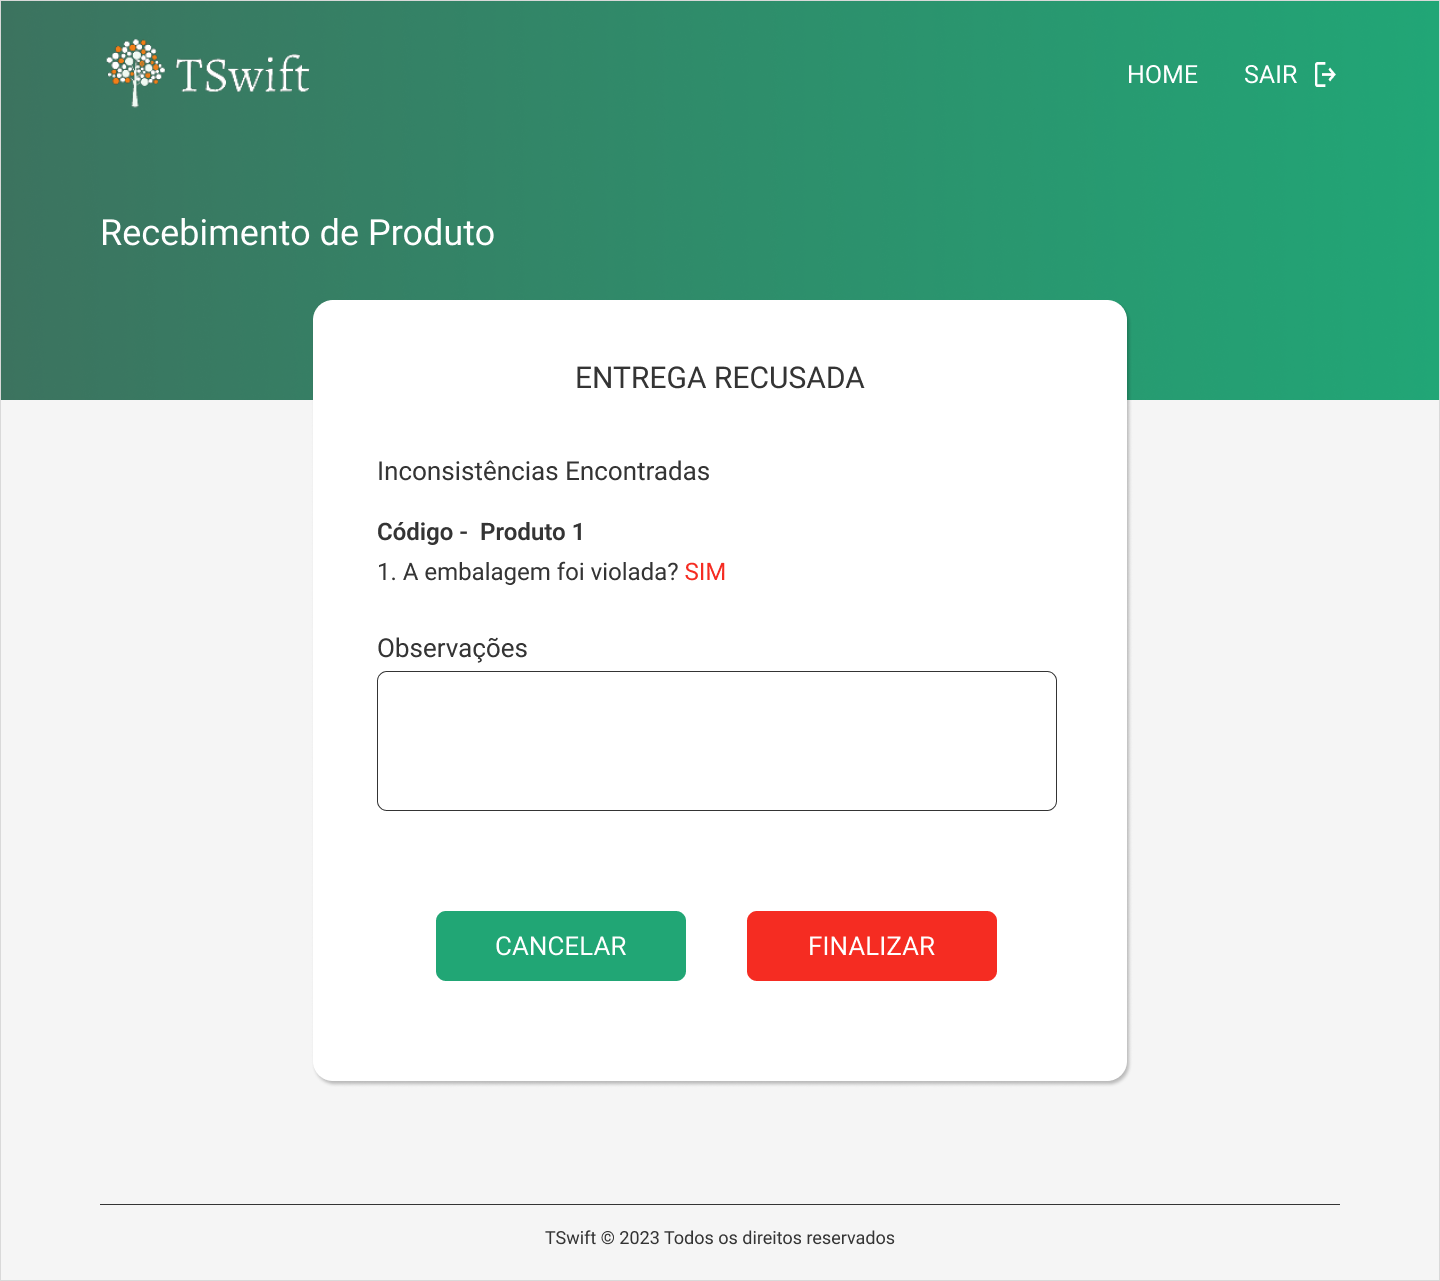 TSwift
HOME SAIR
Recebimento de Produto
ENTREGA RECUSADA
Inconsistências Encontradas
Código - Produto 1
1. A embalagem foi violada? SIM
Observações
CANCELAR FINALIZAR
TSwift © 2023 Todos os direitos reservados